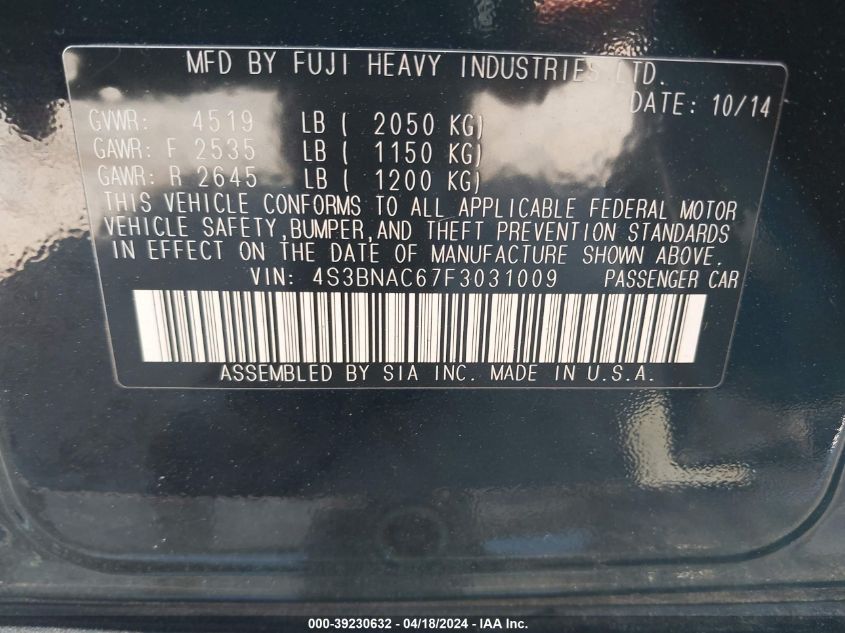 MFD BY FUJI HEAVY INDUSTRIES LTD.
DATE: 10/14
GVWR: 4519 LB ( 2050 KG)
GAWR: F 2535 LB ( 1150 KG)
GAWR: R 2645 LB ( 1200 KG)
THIS VEHICLE CONFORMS TO ALL APPLICABLE FEDERAL MOTOR
VEHICLE SAFETY,BUMPER,AND THEFT PREVENTION STANDARDS
IN EFFECT ON THE DATE OF MANUFACTURE SHOWN ABOVE.
VIN: 4S3BNAC67F3031009 PASSENGER CAR
ASSEMBLED BY SIA INC. MADE IN U.S.A.
000-39230632 - 04/18/2024 - IAA Inc.